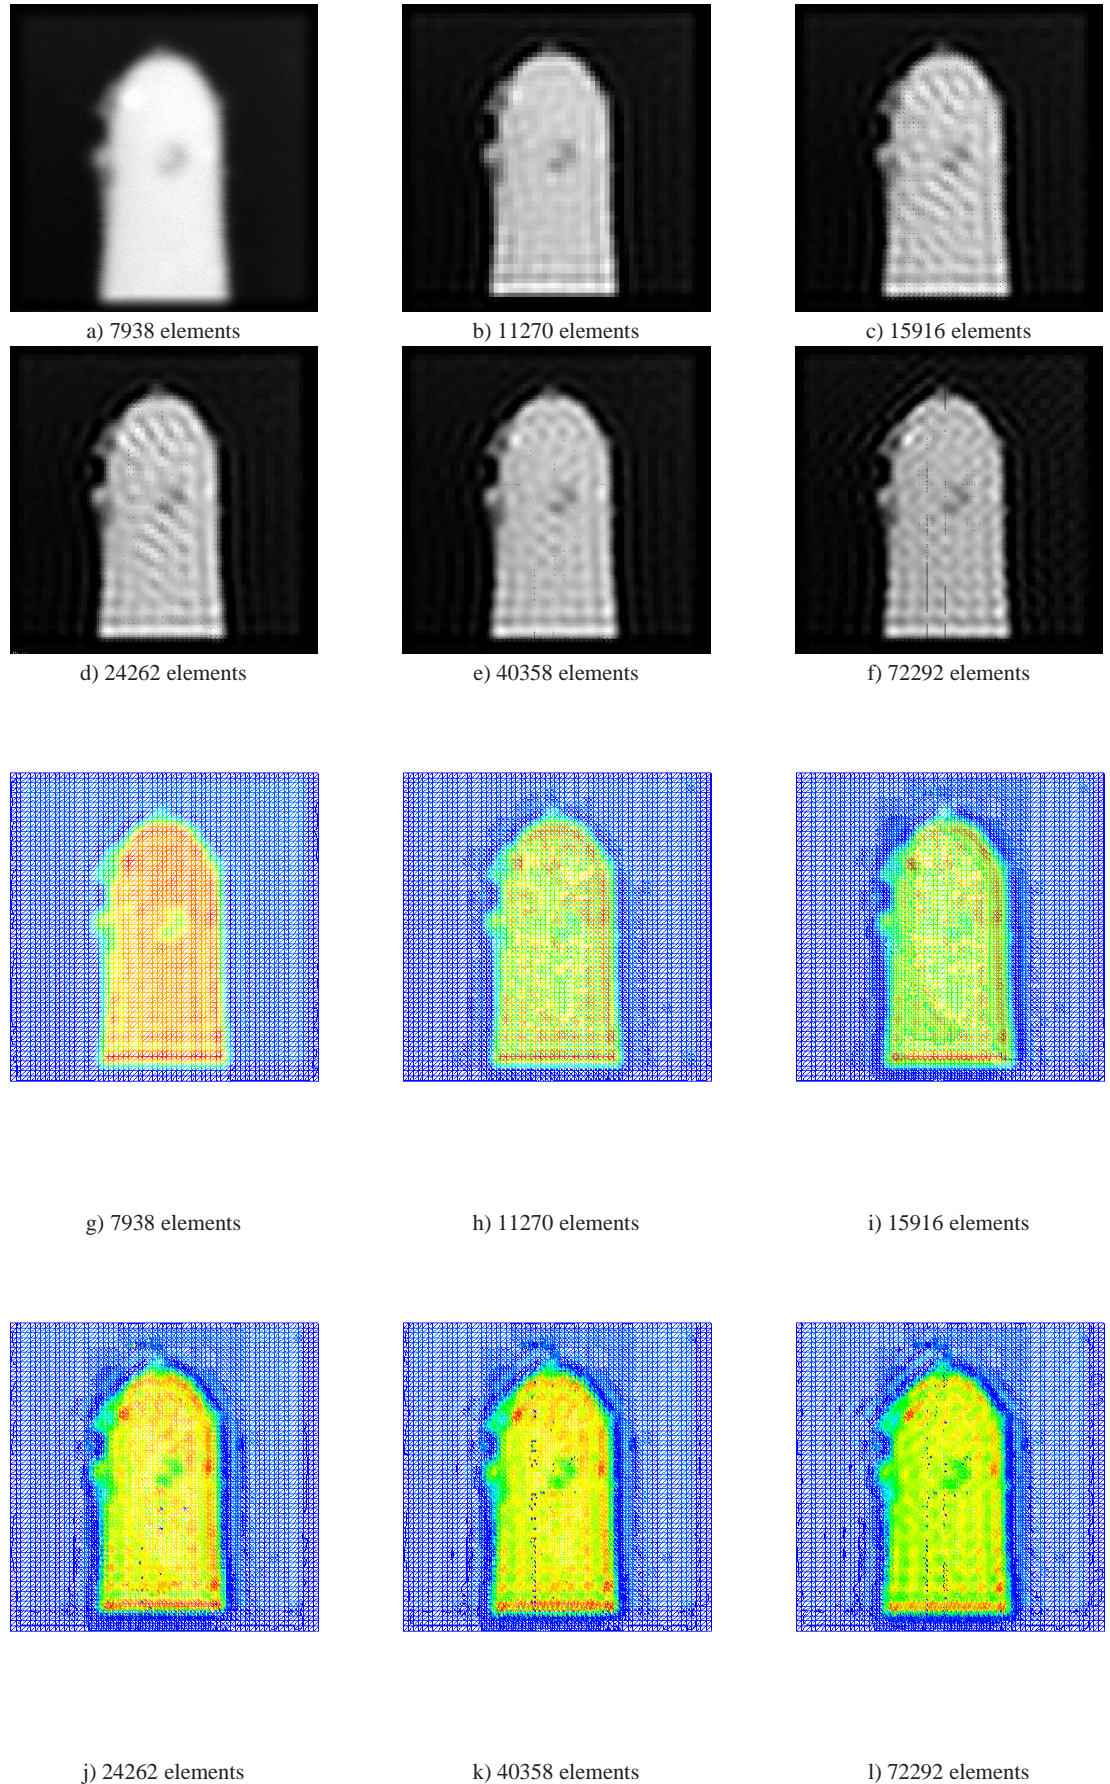 a) 7938 elements
b) 11270 elements
c) 15916 elements
d) 24262 elements
e) 40358 elements
f) 72292 elements
g) 7938 elements
h) 11270 elements
i) 15916 elements
j) 24262 elements
k) 40358 elements
l) 72292 elements